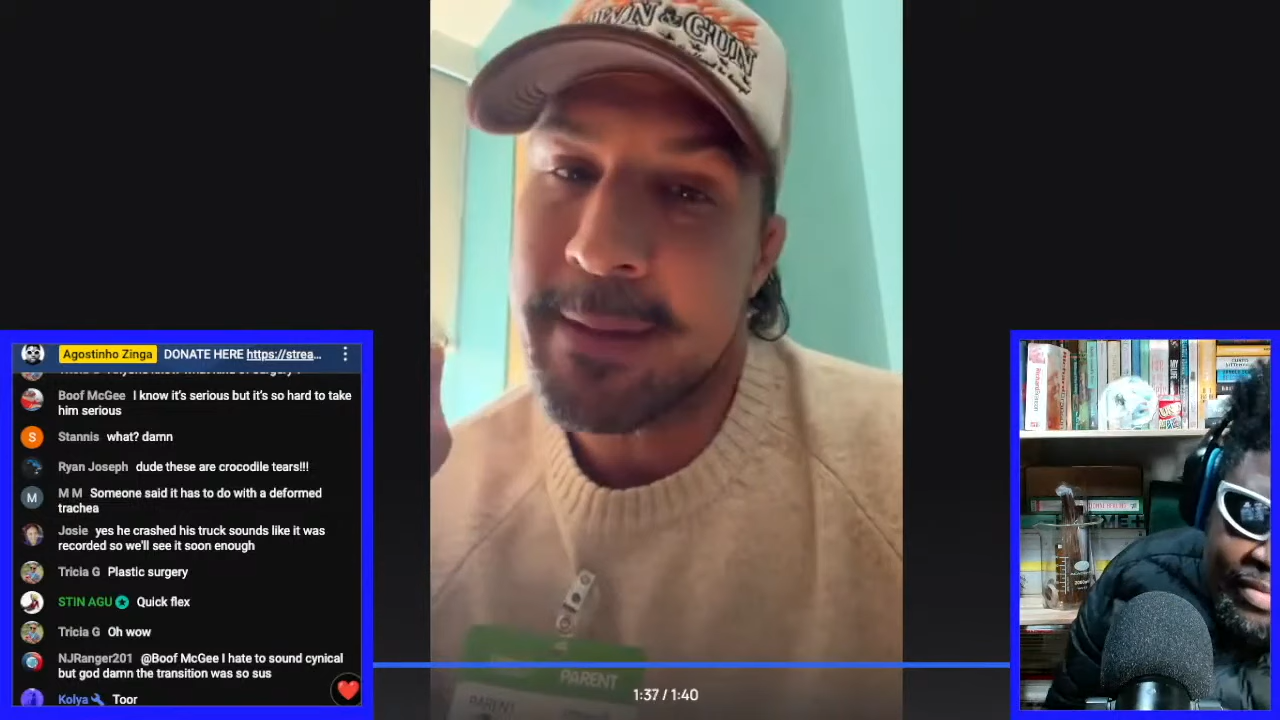 OWN & GUN
PARENT
PARENT
1:37 / 1:40
Agostinho Zinga DONATE HERE https://strea...
Boof McGee I know it's serious but it's so hard to take
him serious
Stannis what? damn
Ryan Joseph dude these are crocodile tears!!!
M M Someone said it has to do with a deformed
trachea
Josie yes he crashed his truck sounds like it was
recorded so we'll see it soon enough
Tricia G Plastic surgery
STIN AGU Quick flex
Tricia G Oh wow
NJRanger201 @Boof McGee I hate to sound cynical
but god damn the transition was so sus
Kolya Toor
S
M